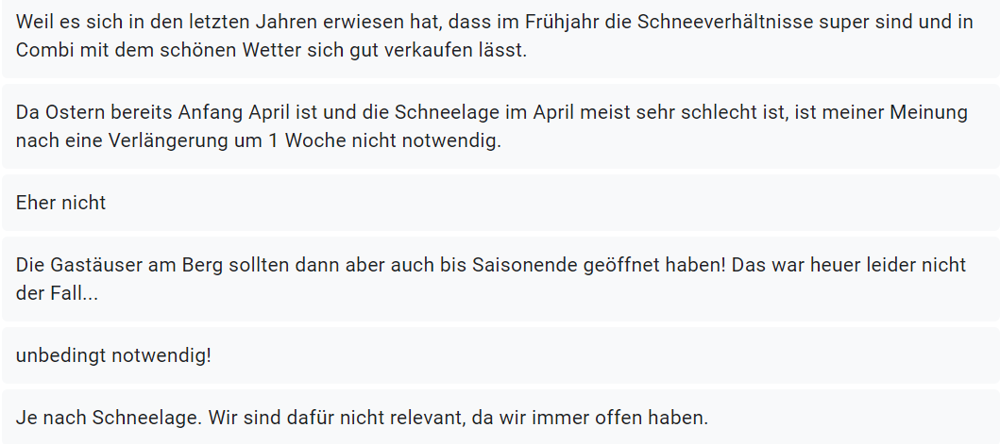 Weil es sich in den letzten Jahren erwiesen hat, dass im Frühjahr die Schneeverhältnisse super sind und in
Combi mit dem schönen Wetter sich gut verkaufen lässt.
Da Ostern bereits Anfang April ist und die Schneelage im April meist sehr schlecht ist, ist meiner Meinung
nach eine Verlängerung um 1 Woche nicht notwendig.
Eher nicht
Die Gastäuser am Berg sollten dann aber auch bis Saisonende geöffnet haben! Das war heuer leider nicht
der Fall...
unbedingt notwendig!
Je nach Schneelage. Wir sind dafür nicht relevant, da wir immer offen haben.